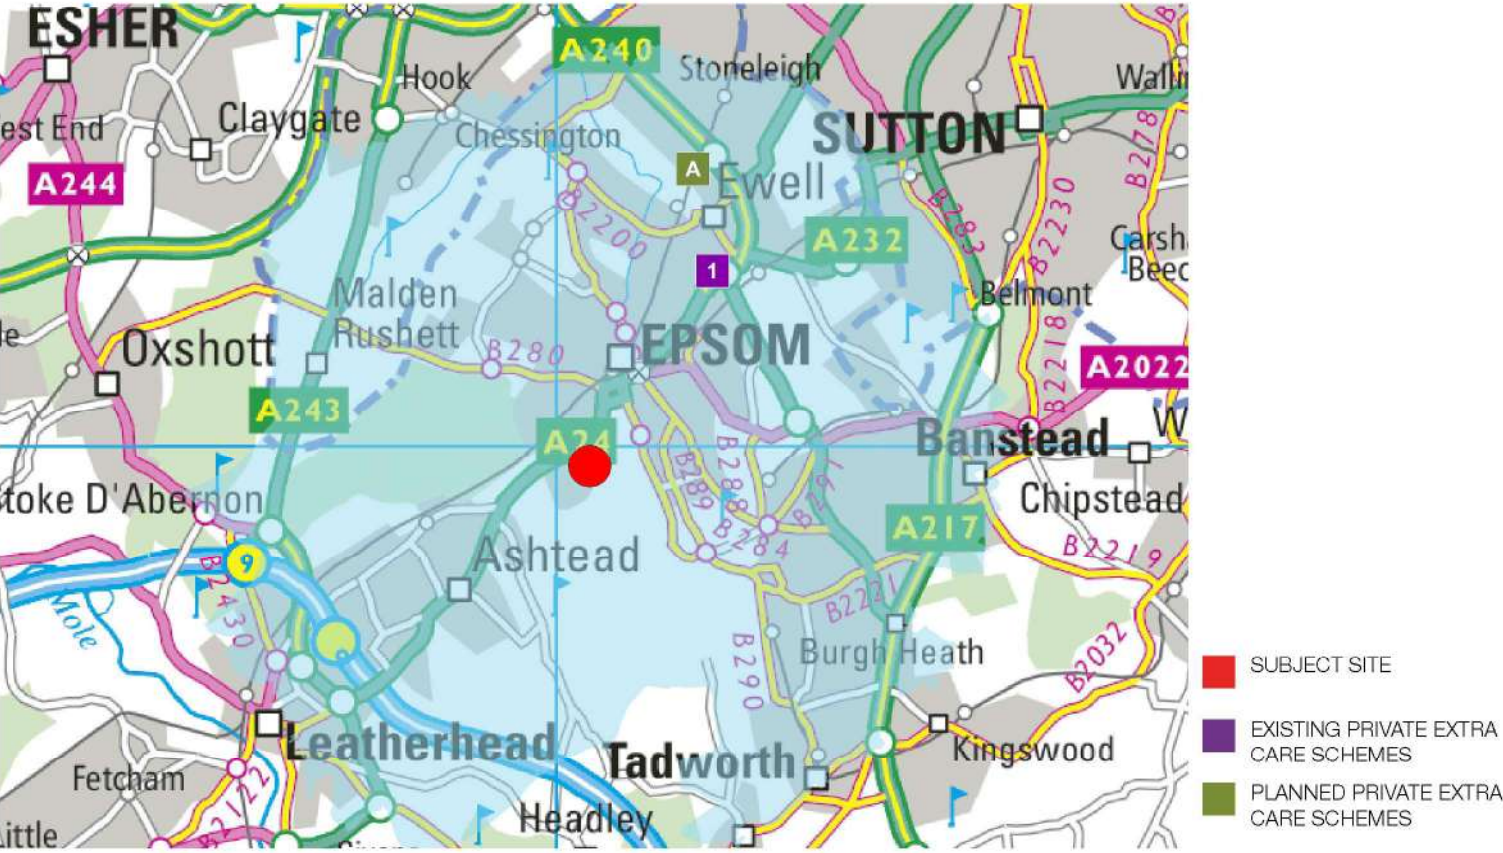 ESHER
A240
Stoneleigh
Hook
Claygate
Chessington
SUTTON
est End
A244
A
Ewell
B278
B2200
A232
B283
B2230
1
Malden
Rushett
Belmont
Oxshott
B280
EPSOM
B2218
A2022
A243
A24
Banstead
W
B289
B288
B291
toke D'Abernon
Chipstead
A217
B284
B2219
9
B2430
Ashtead
Mole
B2221
Burgh Heath
B290
B2032
SUBJECT SITE
EXISTING PRIVATE EXTRA
CARE SCHEMES
Leatherhead
Tadworth
Kingswood
Fetcham
B2122
Headley
PLANNED PRIVATE EXTRA
CARE SCHEMES
ittle